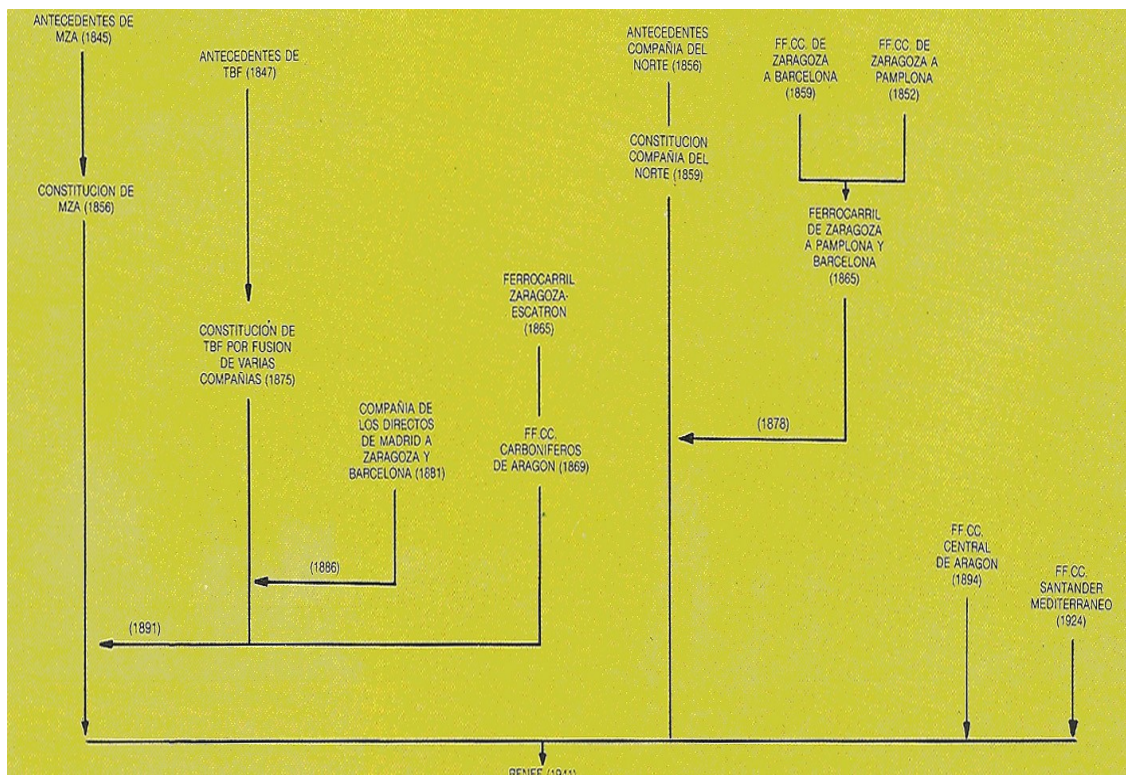 ANTECEDENTES DE
MZA (1845)
ANTECEDENTES DE
TBF (1847)
ANTECEDENTES
COMPAÑIA DEL
NORTE (1856)
FF.CC. DE
ZARAGOZA
A BARCELONA
(1859)
FF.CC. DE
ZARAGOZA A
PAMPLONA
(1852)
CONSTITUCION
COMPAÑIA DEL
NORTE (1859)
CONSTITUCION DE
MZA (1856)
FERROCARRIL
DE ZARAGOZA
A PAMPLONA Y
BARCELONA
(1865)
FERROCARRIL
ZARAGOZA-
ESCATRON
(1865)
CONSTITUCIÓN DE
TBF POR FUSION
DE VARIAS
COMPAÑIAS (1875)
COMPAÑIA DE
LOS DIRECTOS
DE MADRID A
ZARAGOZA Y
BARCELONA (1881)
FF.CC.
CARBONIFEROS
DE ARAGON (1869)
(1878)
FF.CC.
CENTRAL
DE ARAGON
(1894)
FF.CC.
SANTANDER
MEDITERRANEO
(1924)
(1886)
(1891)
RENFE (1941)